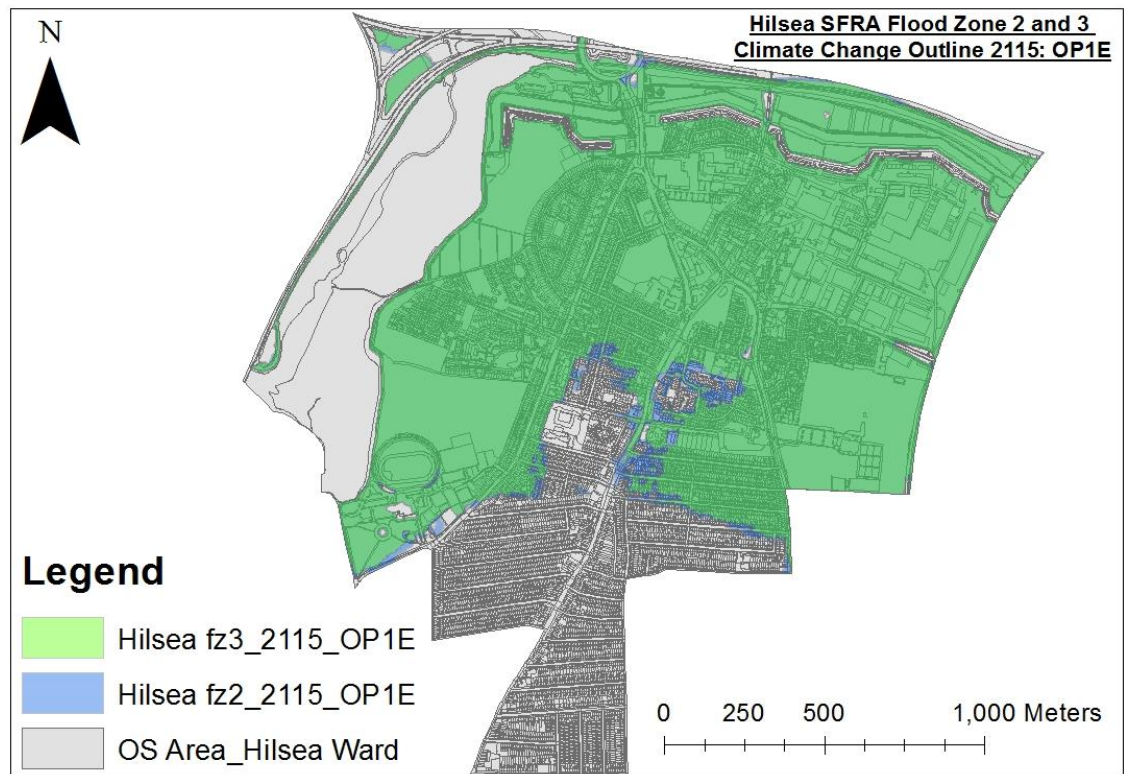 Hilsea SFRA Flood Zone 2 and 3
Climate Change Outline 2115: OP1E
N
Legend
Hilsea fz3_2115_OP1E
Hilsea fz2_2115_OP1E
OS Area_Hilsea Ward
0 250 500 1,000 Meters